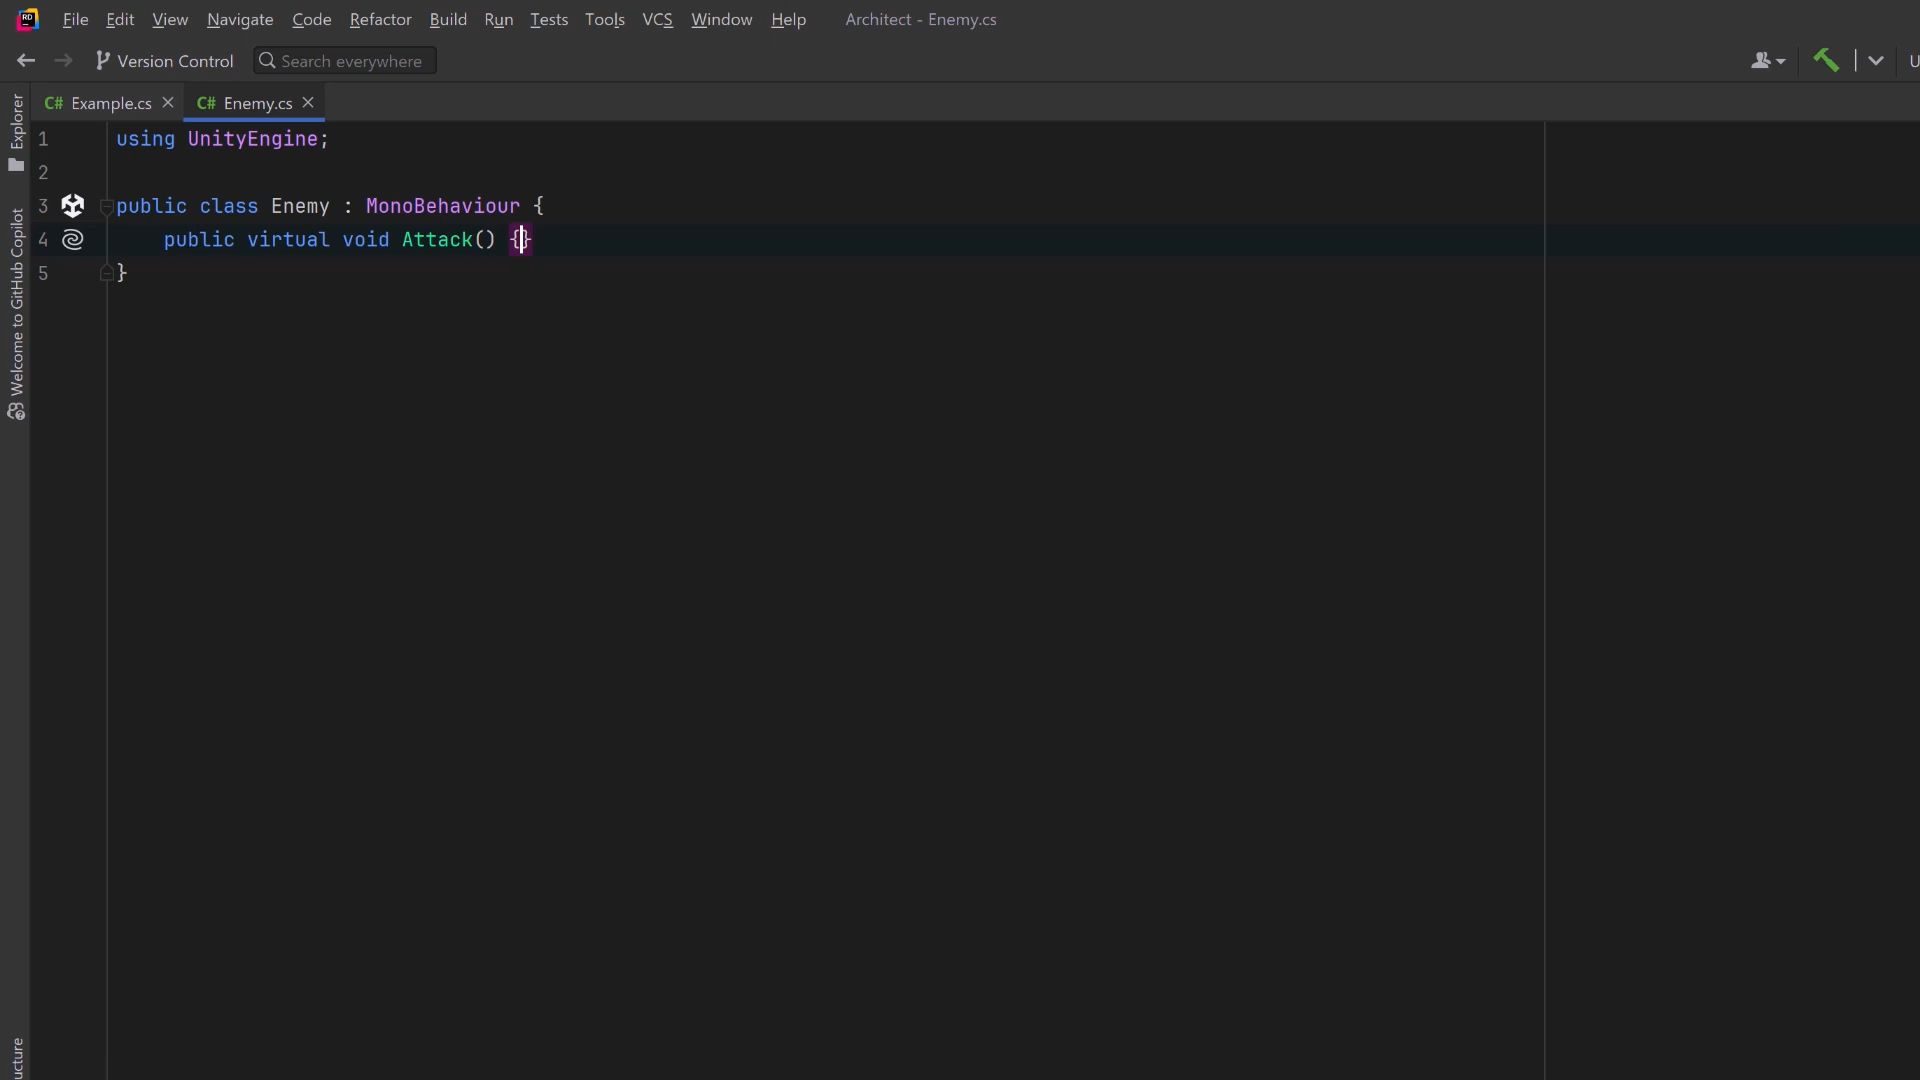 File Edit View Navigate Code Refactor Build Run Tests Tools VCS Window Help Architect - Enemy.cs
Version Control Search everywhere U
C# Example.cs C# Enemy.cs
Explorer
Welcome to GitHub Copilot
ucture
1 using UnityEngine;
2
3 public class Enemy : MonoBehaviour {
4 public virtual void Attack() {}
5 }